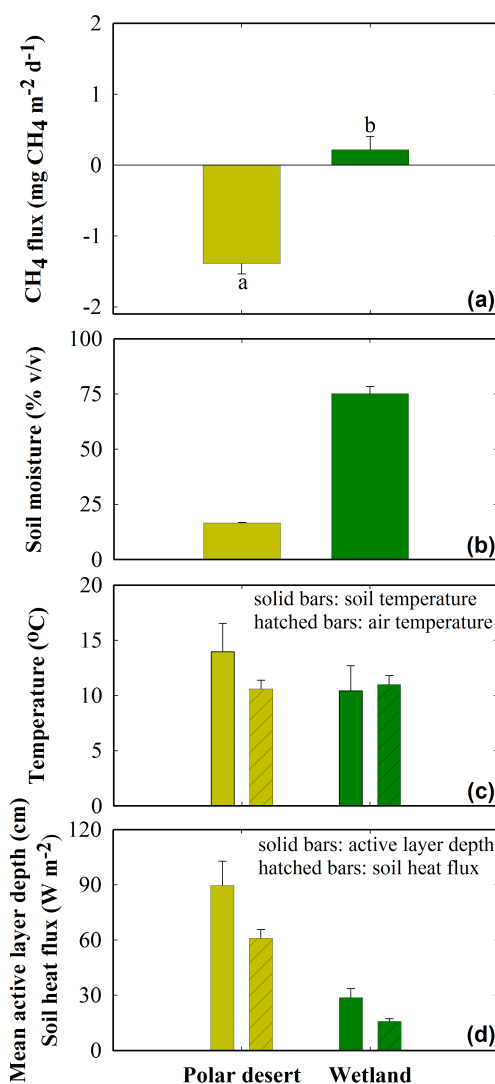 CH4 flux (mg CH4 m-2 d-1)
2
1
0
-1
-2
b
a
(a)
Soil moisture (% v/v)
100
75
50
25
0
(b)
Temperature (ºC)
20
15
10
5
0
solid bars: soil temperature
hatched bars: air temperature
(c)
Mean active layer depth (cm)
Soil heat flux (W m-2)
120
90
60
30
0
solid bars: active layer depth
hatched bars: soil heat flux
(d)
Polar desert Wetland